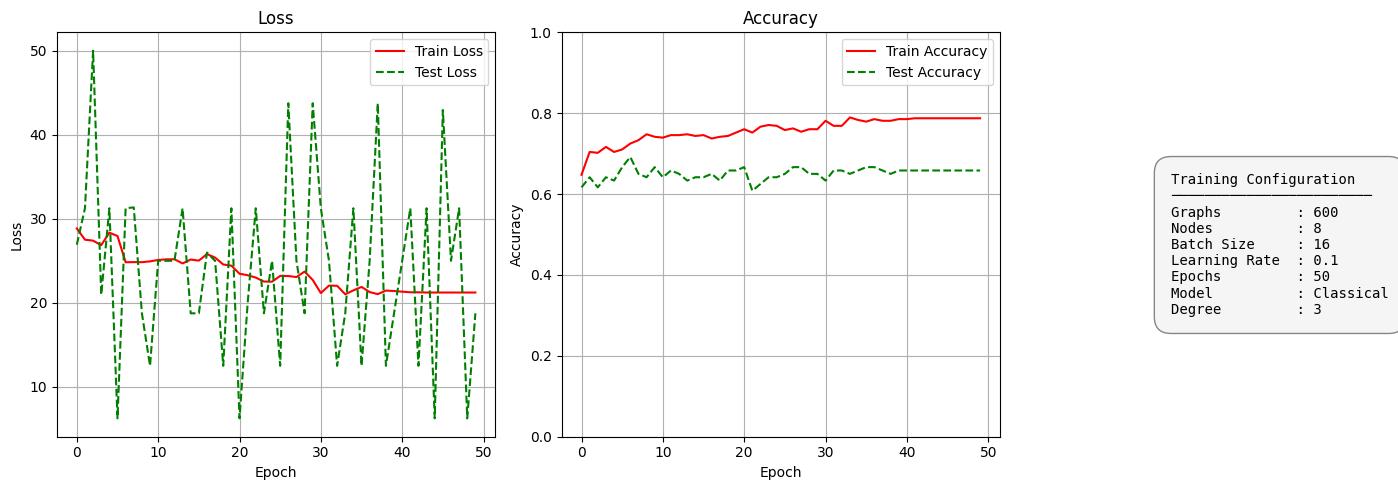 Loss
Train Loss
Test Loss
50
40
30
20
10
Loss
0 10 20 30 40 50
Epoch
Accuracy
Train Accuracy
Test Accuracy
1.0
0.8
0.6
0.4
0.2
0.0
Accuracy
0 10 20 30 40 50
Epoch
Training Configuration
Graphs : 600
Nodes : 8
Batch Size : 16
Learning Rate : 0.1
Epochs : 50
Model : Classical
Degree : 3